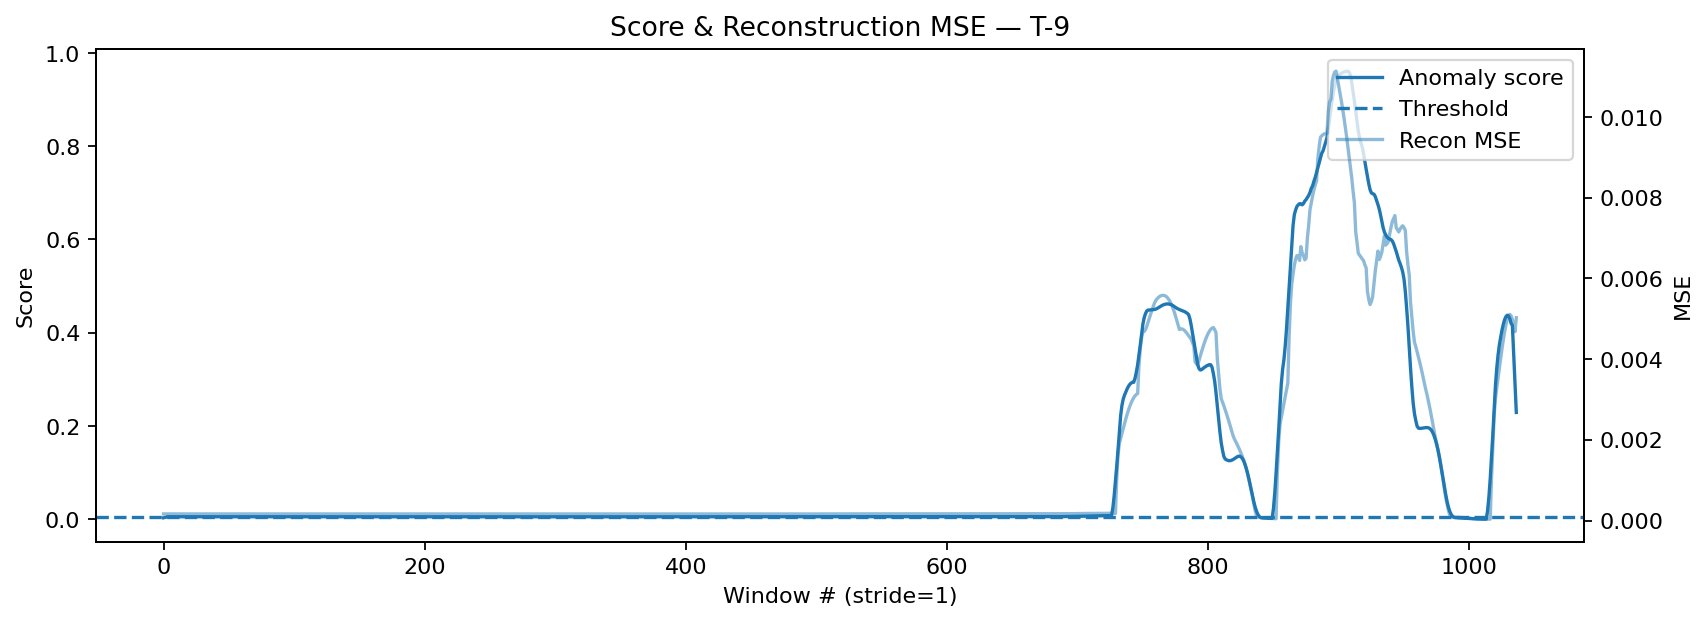 Score & Reconstruction MSE — T-9
Anomaly score
Threshold
Recon MSE
Score
1.0
0.8
0.6
0.4
0.2
0.0
MSE
0.010
0.008
0.006
0.004
0.002
0.000
0 200 400 600 800 1000
Window # (stride=1)